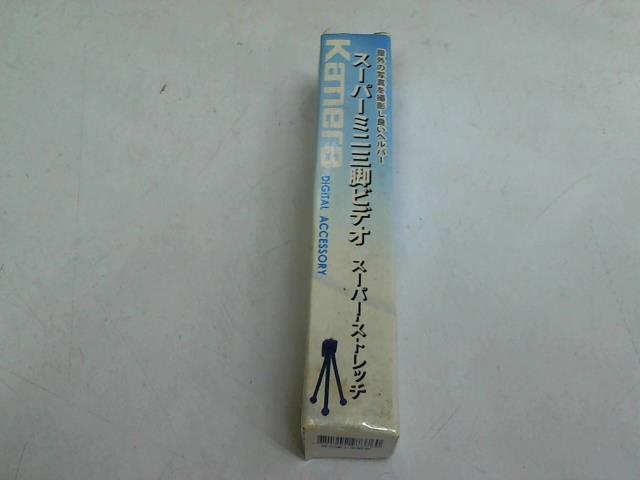 屋外の写真を撮影し良いヘルパー
スーパーミニ三脚ビデオ
スーパーストレッチ
Kamera
DIGITAL ACCESSORY